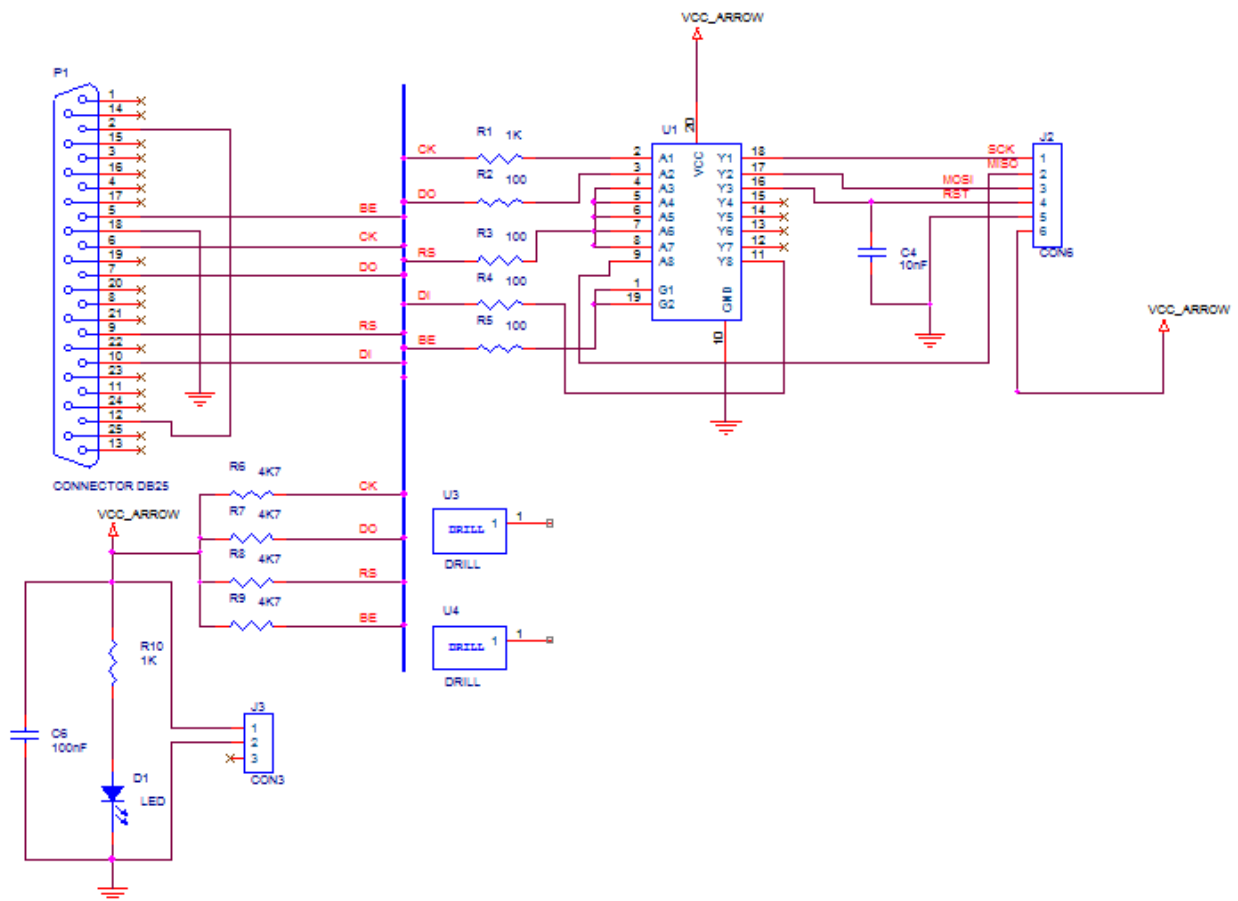 VCC_ARROW
P1
1
14
2
15
3
16
4
17
5
18
6
19
7
20
8
21
9
22
10
23
11
24
12
25
13
CONNECTOR DB25
BE
CK
DO
RS
DI
CK
DO
RS
DI
BE
R1 1K
R2 100
R3 100
R4 100
R5 100
U1
20
VCC
2 A1 Y1 18
3 A2 Y2 17
4 A3 Y3 16
5 A4 Y4 15
6 A5 Y5 14
7 A6 Y6 13
8 A7 Y7 12
9 A8 Y8 11
1 G1
19 G2
GND
10
J2
SCK 1
MISO 2
MOSI 3
RST 4
5
6
CON6
C4
10nF
VCC_ARROW
VCC_ARROW
R6 4K7
CK
R7 4K7
DO
R8 4K7
RS
R9 4K7
BE
U3
DRILL 1 1
DRILL
U4
DRILL 1 1
DRILL
R10
1K
C6
100nF
D1
LED
J3
1
2
3
CON3